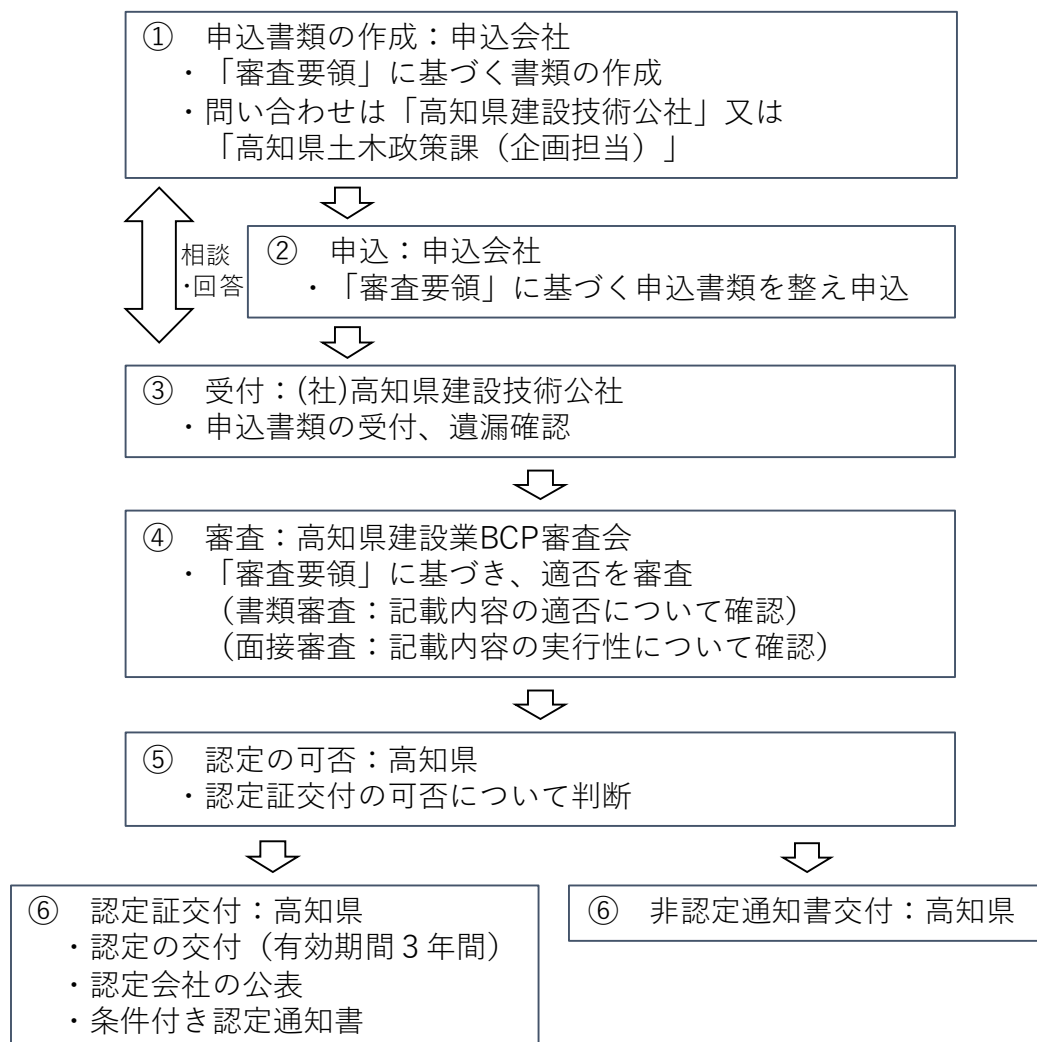 ① 申込書類の作成：申込会社
・「審査要領」に基づく書類の作成
・問い合わせは「高知県建設技術公社」又は
「高知県土木政策課（企画担当）」
相談
・回答
② 申込：申込会社
・「審査要領」に基づく申込書類を整え申込
③ 受付：(社)高知県建設技術公社
・申込書類の受付、遺漏確認
④ 審査：高知県建設業BCP審査会
・「審査要領」に基づき、適否を審査
（書類審査：記載内容の適否について確認）
（面接審査：記載内容の実行性について確認）
⑤ 認定の可否：高知県
・認定証交付の可否について判断
⑥ 認定証交付：高知県
・認定の交付（有効期間３年間）
・認定会社の公表
・条件付き認定通知書
⑥ 非認定通知書交付：高知県